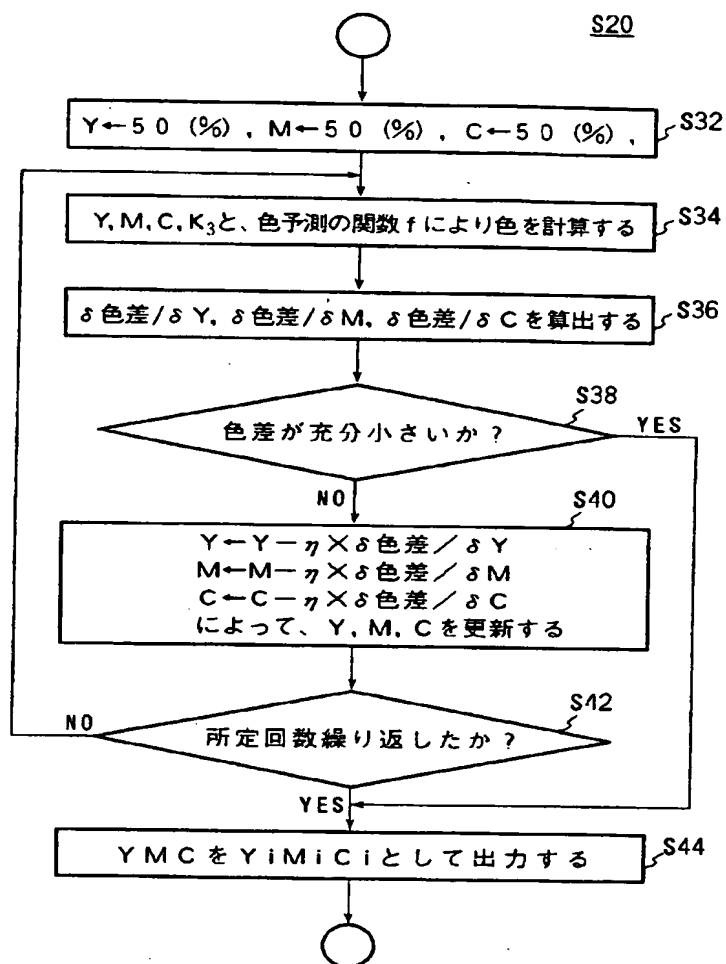 S20
Y←50 (%) , M←50 (%) , C←50 (%) ,
S32
Y, M, C, K₃と、色予測の関数fにより色を計算する
S34
δ色差/δY, δ色差/δM, δ色差/δCを算出する
S36
S38
色差が充分小さいか?
YES
NO
S40
Y←Y-η×δ色差/δY
M←M-η×δ色差/δM
C←C-η×δ色差/δC
によって、Y, M, Cを更新する
S42
NO
所定回数繰り返したか?
YES
YMCをYiMiCiとして出力する
S44